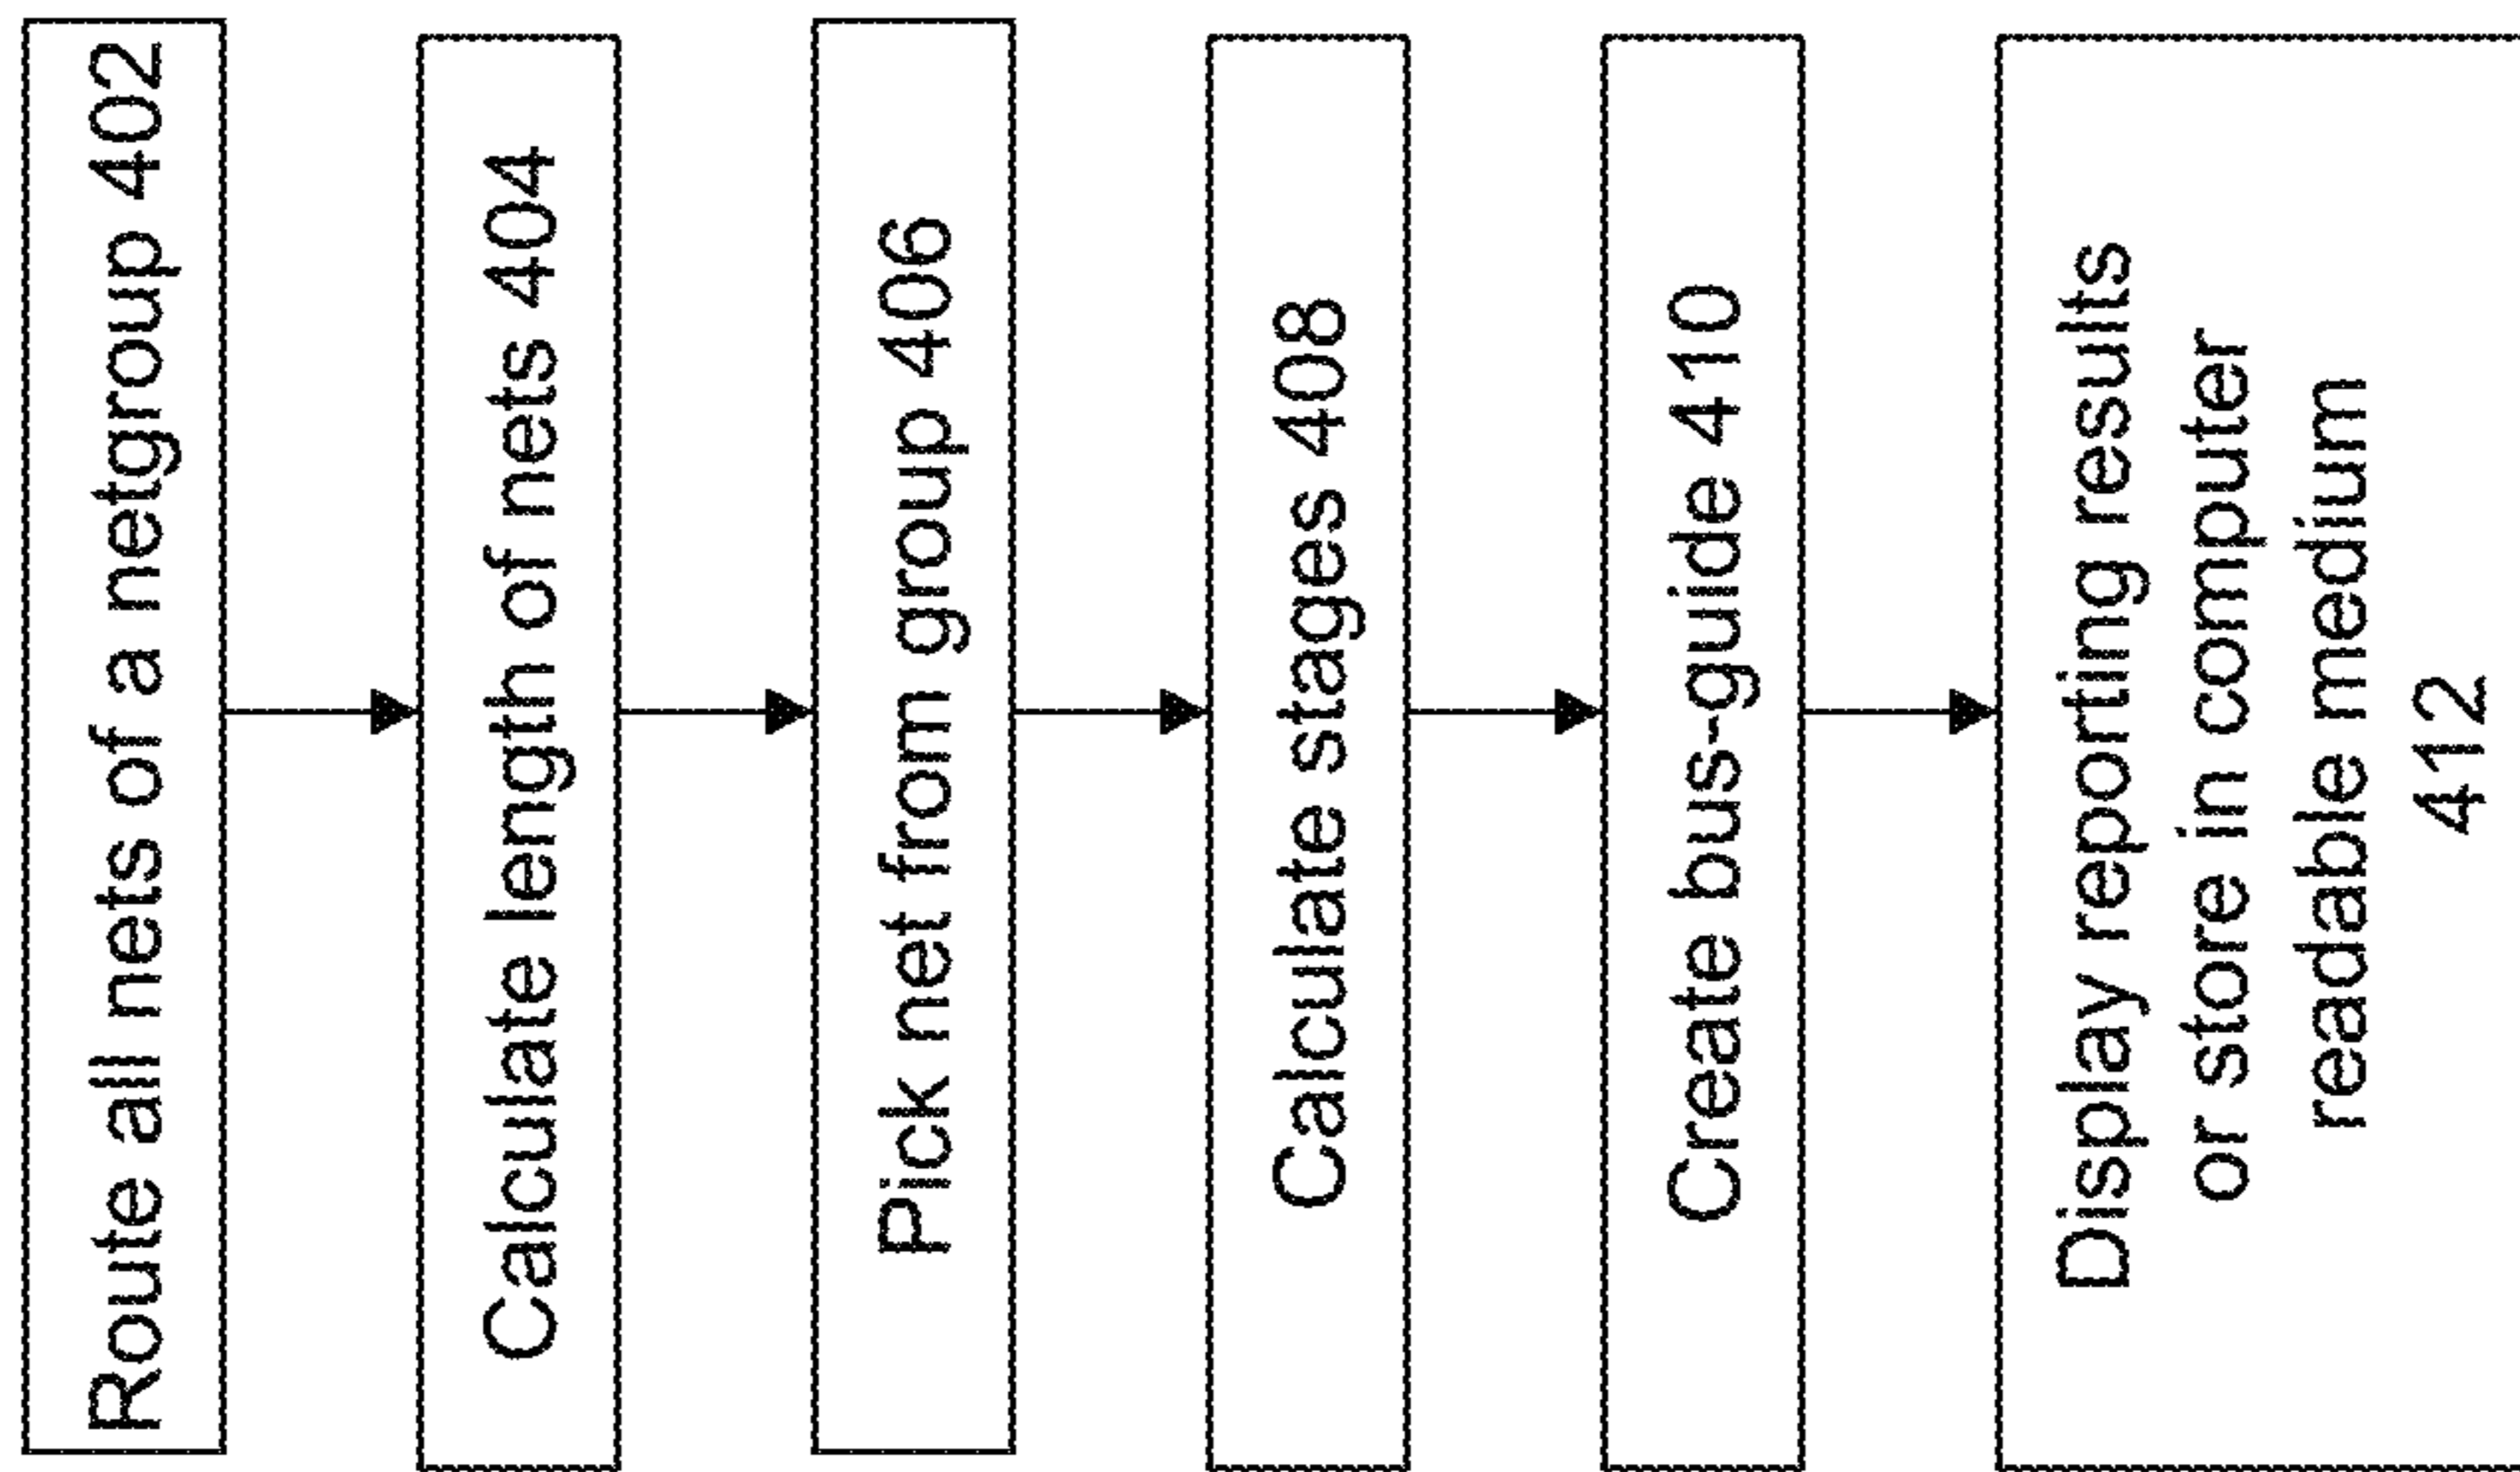 Route all nets of a netgroup 402
Calculate length of nets 404
Pick net from group 406
Calculate stages 408
Create bus-guide 410
Display reporting results
or store in computer
readable medium
412